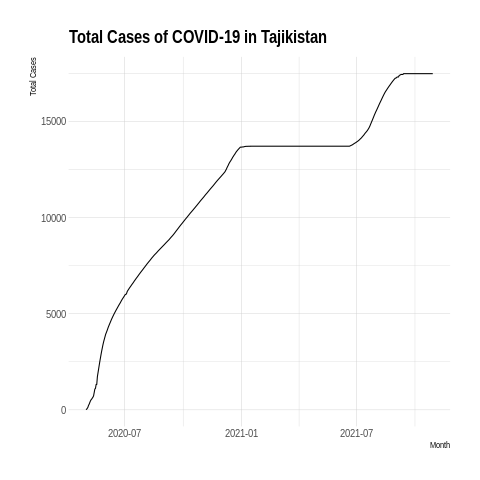 Total Cases of COVID-19 in Tajikistan
Total Cases
15000
10000
5000
0
2020-07
2021-01
2021-07
Month